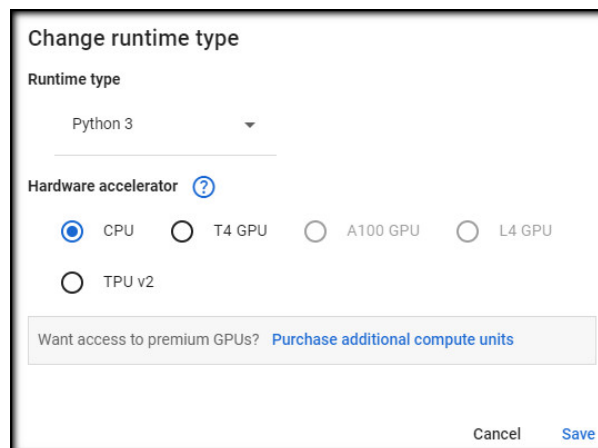 Change runtime type
Runtime type
Python 3
Hardware accelerator ?
CPU T4 GPU A100 GPU L4 GPU
TPU v2
Want access to premium GPUs? Purchase additional compute units
Cancel Save